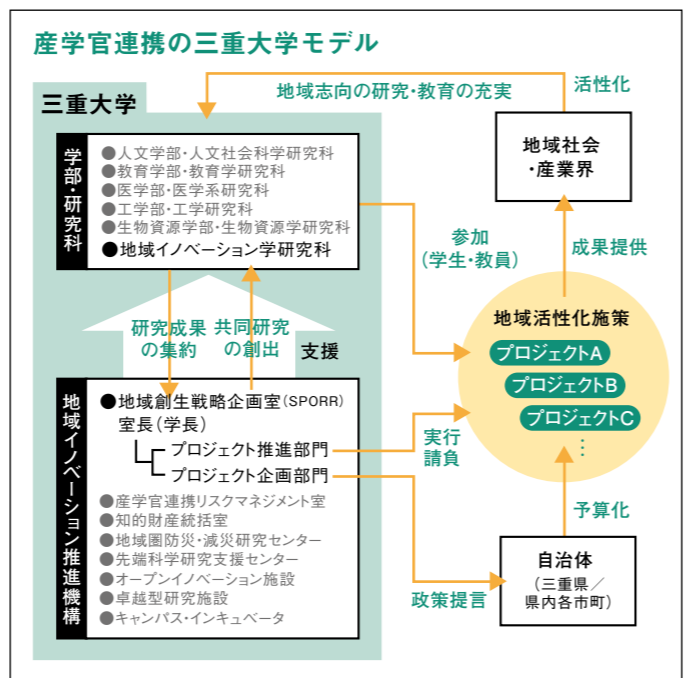 産学官連携の三重大学モデル
三重大学
学部・研究科
●人文学部・人文社会科学研究科
●教育学部・教育学研究科
●医学部・医学系研究科
●工学部・工学研究科
●生物資源学部・生物資源学研究科
●地域イノベーション学研究科
研究成果
の集約
共同研究
の創出
支援
地域イノベーション推進機構
●地域創生戦略企画室(SPORR)
室長(学長)
プロジェクト推進部門
プロジェクト企画部門
●産学官連携リスクマネジメント室
●知的財産統括室
●地域圏防災・減災研究センター
●先端科学研究支援センター
●オープンイノベーション施設
●卓越型研究施設
●キャンパス・インキュベータ
地域志向の研究・教育の充実
活性化
地域社会
・産業界
参加
(学生・教員)
成果提供
地域活性化施策
プロジェクトA
プロジェクトB
プロジェクトC
⋮
実行
請負
予算化
政策提言
自治体
(三重県/
県内各市町)